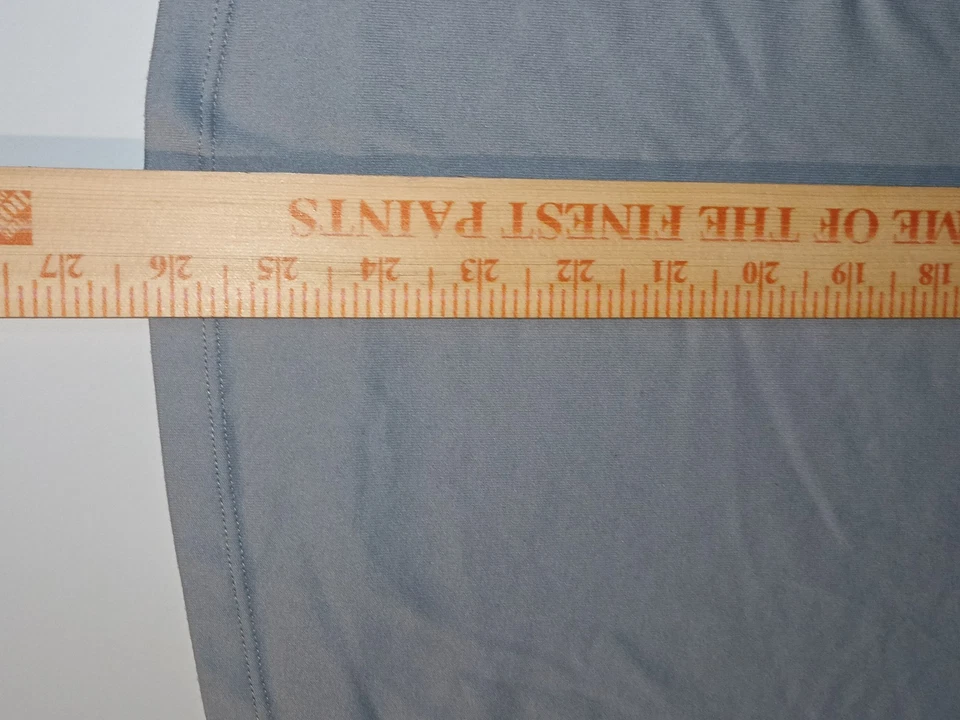 18 19 20 21 22 23 24 25 26 27
ME OF THE FINEST PAINTS